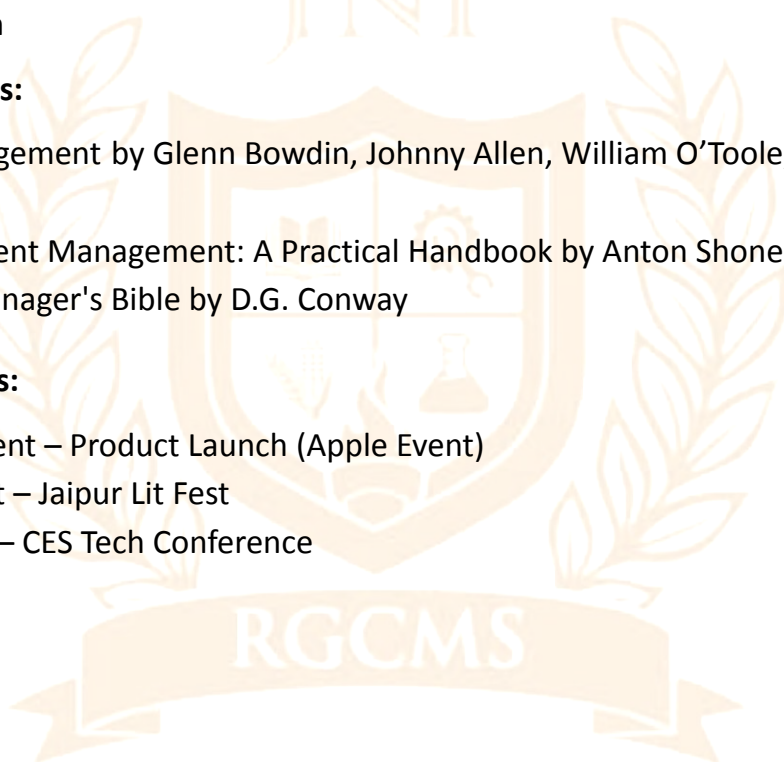 s:
gement by Glenn Bowdin, Johnny Allen, William O’Toole
ent Management: A Practical Handbook by Anton Shone
nager's Bible by D.G. Conway
s:
ent – Product Launch (Apple Event)
t – Jaipur Lit Fest
– CES Tech Conference
RGCMS